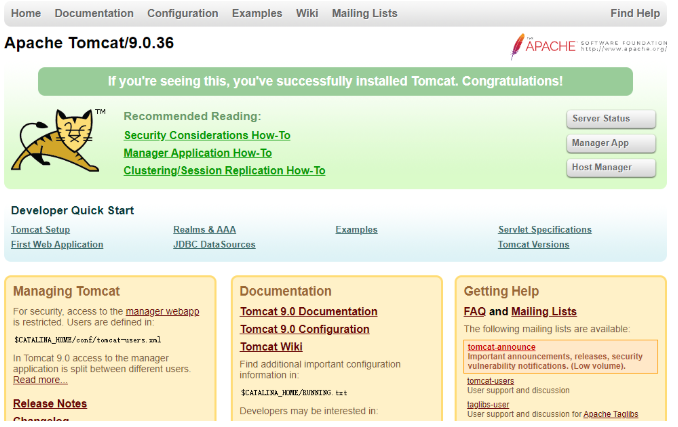 Home Documentation Configuration Examples Wiki Mailing Lists Find Help
Apache Tomcat/9.0.36
THE
APACHE SOFTWARE FOUNDATION
http://www.apache.org/
If you're seeing this, you've successfully installed Tomcat. Congratulations!
TM
Recommended Reading:
Security Considerations How-To
Manager Application How-To
Clustering/Session Replication How-To
Server Status
Manager App
Host Manager
Developer Quick Start
Tomcat Setup
First Web Application
Realms & AAA
JDBC DataSources
Examples
Servlet Specifications
Tomcat Versions
Managing Tomcat
For security, access to the manager webapp
is restricted. Users are defined in:
$CATALINA_HOME/conf/tomcat-users.xml
In Tomcat 9.0 access to the manager
application is split between different users.
Read more...
Release Notes
Changelog
Documentation
Tomcat 9.0 Documentation
Tomcat 9.0 Configuration
Tomcat Wiki
Find additional important configuration
information in:
$CATALINA_HOME/RUNNING.txt
Developers may be interested in:
Getting Help
FAQ and Mailing Lists
The following mailing lists are available:
tomcat-announce
Important announcements, releases, security
vulnerability notifications. (Low volume).
tomcat-users
User support and discussion
taglibs-user
User support and discussion for Apache Taglibs